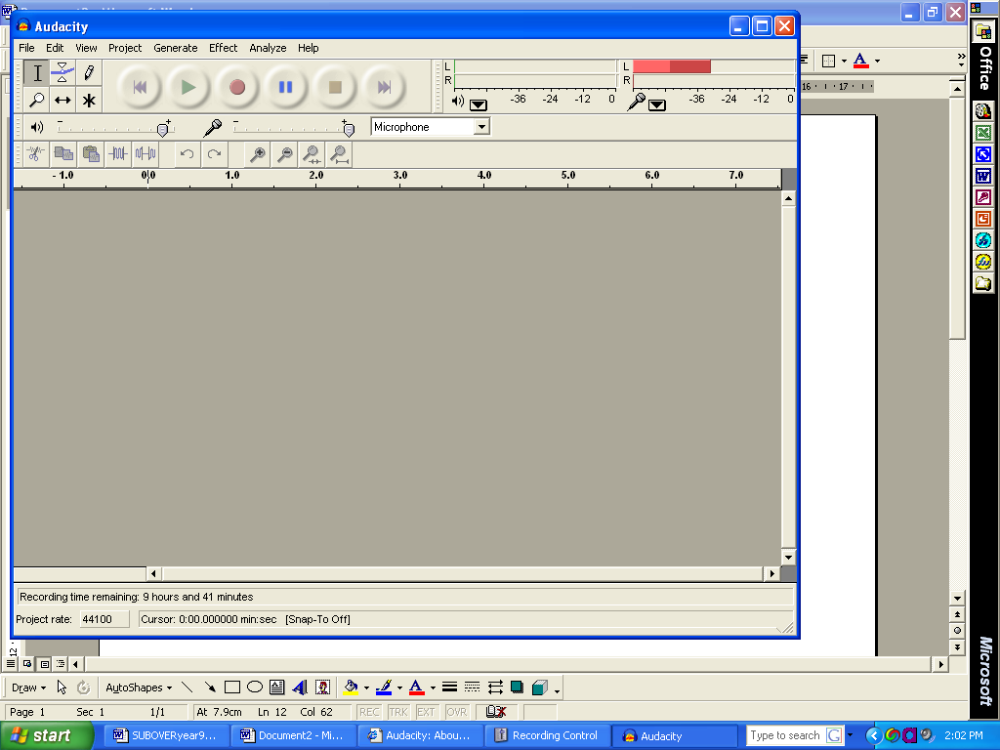 Audacity
File Edit View Project Generate Effect Analyze Help
L
R
-36 -24 -12 0
L
R
-36 -24 -12 0
Microphone
- 1.0 0.0 1.0 2.0 3.0 4.0 5.0 6.0 7.0
16 17
Office
Microsoft
Recording time remaining: 9 hours and 41 minutes
Project rate: 44100 Cursor: 0:00.000000 min:sec [Snap-To Off]
12
Draw AutoShapes
Page 1 Sec 1 1/1 At 7.9cm Ln 12 Col 62 REC TRK EXT OVR
start SUBOVERyear9... Document2 - Mi... Audacity: Abou... Recording Control Audacity Type to search 2:02 PM